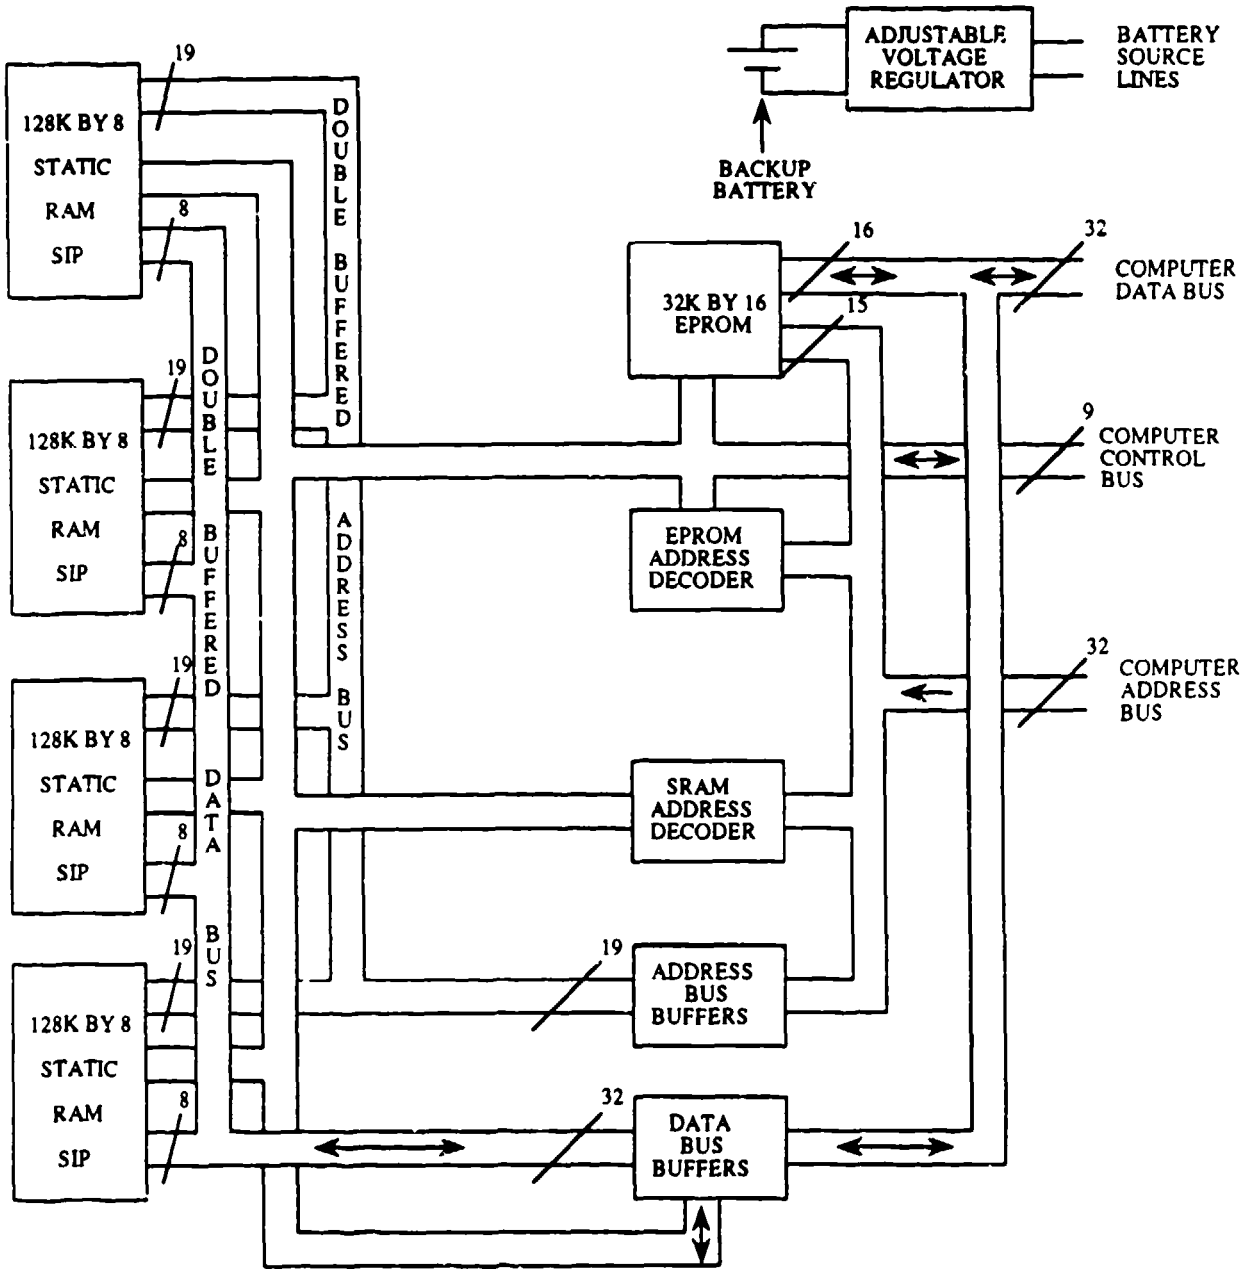 19
128K BY 8
STATIC
RAM
SIP
8
DOUBLE BUFFERED ADDRESS BUS
DOUBLE BUFFERED DATA BUS
19
128K BY 8
STATIC
RAM
SIP
8
19
128K BY 8
STATIC
RAM
SIP
8
19
128K BY 8
STATIC
RAM
SIP
8
ADJUSTABLE
VOLTAGE
REGULATOR
BATTERY
SOURCE
LINES
BACKUP
BATTERY
32K BY 16
EPROM
16
15
32
COMPUTER
DATA BUS
9
COMPUTER
CONTROL
BUS
EPROM
ADDRESS
DECODER
32
COMPUTER
ADDRESS
BUS
SRAM
ADDRESS
DECODER
19
ADDRESS
BUS
BUFFERS
32
DATA
BUS
BUFFERS